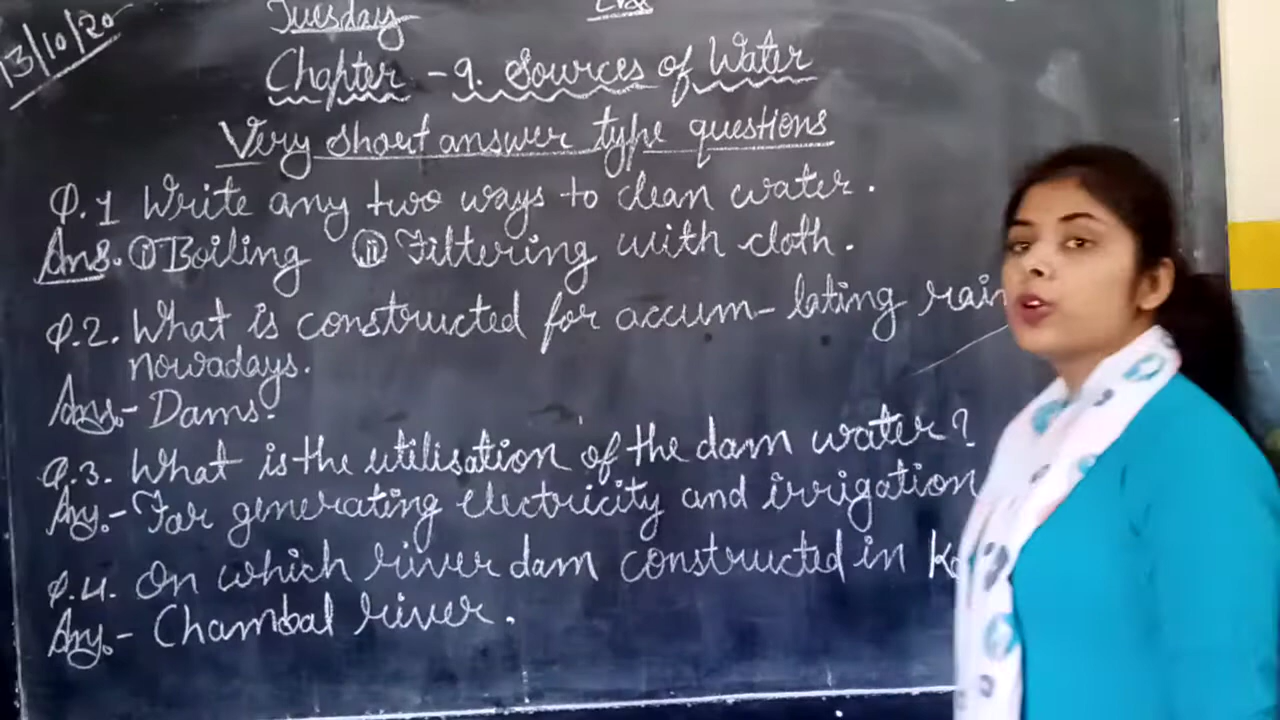 13/10/20
Tuesday
Chapter - 9. Sources of Water
Very short answer type questions
Q.1 Write any two ways to clean water.
Ans. (i) Boiling (ii) Filtering with cloth.
Q.2. What is constructed for accum-lating rain
nowadays.
Ans.- Dams.
Q.3. What is the utilisation of the dam water?
Ans.- For generating electricity and irrigation
Q.4. On which river dam constructed in
Ans.- Chambal river.